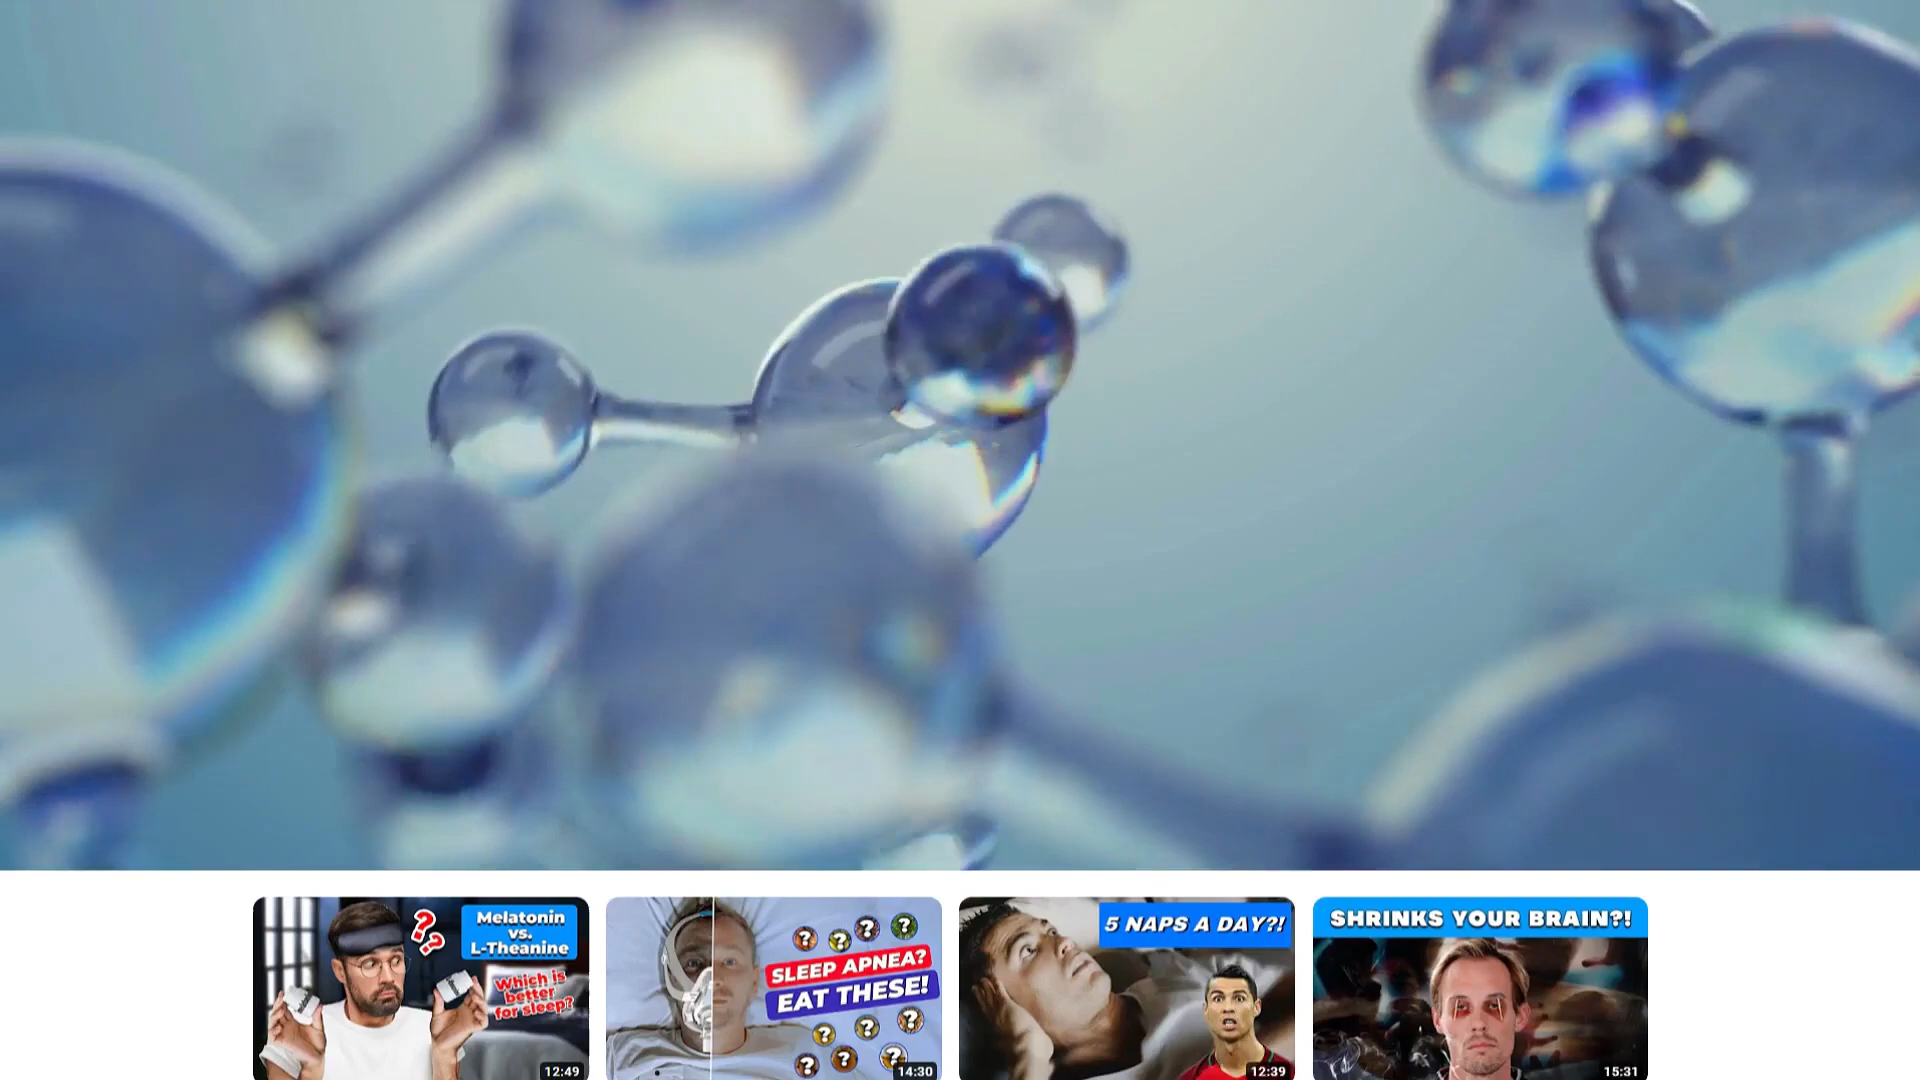 Melatonin
vs.
L-Theanine
??
Which is
better
for sleep?
12:49
SLEEP APNEA?
EAT THESE!
? ? ? ?
? ? ?
? ? ?
14:30
5 NAPS A DAY?!
12:39
SHRINKS YOUR BRAIN?!
15:31